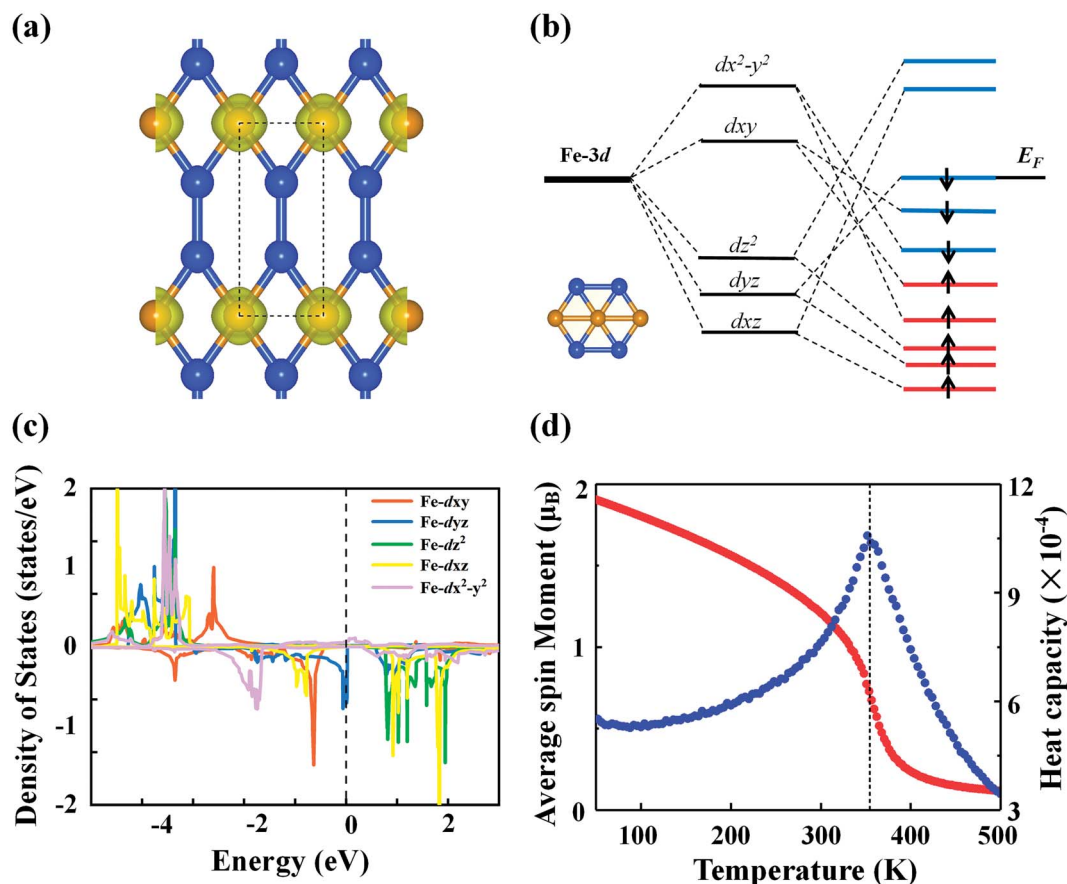 (a)
(b)
dx²-y²
dxy
Fe-3d
E_F
dz²
dyz
dxz
(c)
Density of States (states/eV)
2
1
0
-1
-2
-4
-2
0
2
Energy (eV)
Fe-dxy
Fe-dyz
Fe-dz²
Fe-dxz
Fe-dx²-y²
(d)
Average spin Moment (μ_B)
2
1
0
12
9
6
3
Heat capacity (×10⁻⁴)
100
200
300
400
500
Temperature (K)